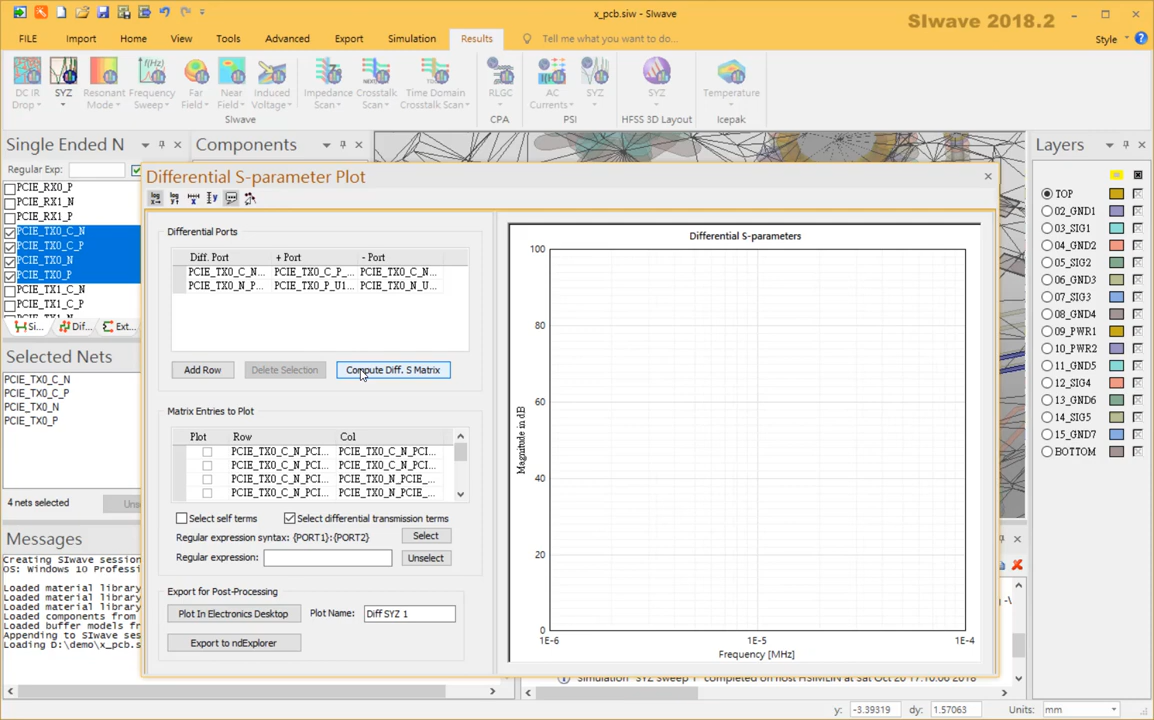 x_pcb.siw - SIwave
SIwave 2018.2
FILE Import Home View Tools Advanced Export Simulation Results Tell me what you want to do... Style
DC IR Drop SYZ Resonant Mode Frequency Sweep Far Field Near Field Induced Voltage Impedance Scan Crosstalk Scan Time Domain Crosstalk Scan RLGC AC Currents SYZ SYZ Temperature
SIwave CPA PSI HFSS 3D Layout Icepak
Single Ended N
Regular Exp:
PCIE_RX0_P
PCIE_RX1_N
PCIE_RX1_P
PCIE_TX0_C_N
PCIE_TX0_C_P
PCIE_TX0_N
PCIE_TX0_P
PCIE_TX1_C_N
PCIE_TX1_C_P
Si... Dif... Ext...
Selected Nets
PCIE_TX0_C_N
PCIE_TX0_C_P
PCIE_TX0_N
PCIE_TX0_P
4 nets selected
Messages
Creating SIwave session
OS: Windows 10 Professi
Loaded material library
Loaded material library
Loaded material library
Loaded components from
Loaded buffer models fr
Appending to SIwave ses
Loading D:\demo\x_pcb.s
Components
Differential S-parameter Plot
Differential Ports
Diff. Port + Port - Port
PCIE_TX0_C_N... PCIE_TX0_C_P_... PCIE_TX0_C_N...
PCIE_TX0_N_P... PCIE_TX0_P_U1... PCIE_TX0_N_U...
Add Row Delete Selection Compute Diff. S Matrix
Matrix Entries to Plot
Plot Row Col
PCIE_TX0_C_N_PCI... PCIE_TX0_C_N_PCI...
PCIE_TX0_C_N_PCI... PCIE_TX0_C_N_PCI...
PCIE_TX0_C_N_PCI... PCIE_TX0_N_PCIE_...
PCIE_TX0_C_N_PCI... PCIE_TX0_N_PCIE_...
Select self terms Select differential transmission terms
Regular expression syntax: {PORT1}:{PORT2} Select
Regular expression: Unselect
Export for Post-Processing
Plot In Electronics Desktop Plot Name: Diff SYZ 1
Export to ndExplorer
Differential S-parameters
100
80
60
40
20
0
Magnitude in dB
1E-6 1E-5 1E-4
Frequency [MHz]
Simulation "SYZ Sweep 1" completed on host HSIMLIN at Sat Oct 20 17:10:06 2018
Layers
TOP
02_GND1
03_SIG1
04_GND2
05_SIG2
06_GND3
07_SIG3
08_GND4
09_PWR1
10_PWR2
11_GND5
12_SIG4
13_GND6
14_SIG5
15_GND7
BOTTOM
y: -3.39319 dy: 1.57063 Units: mm